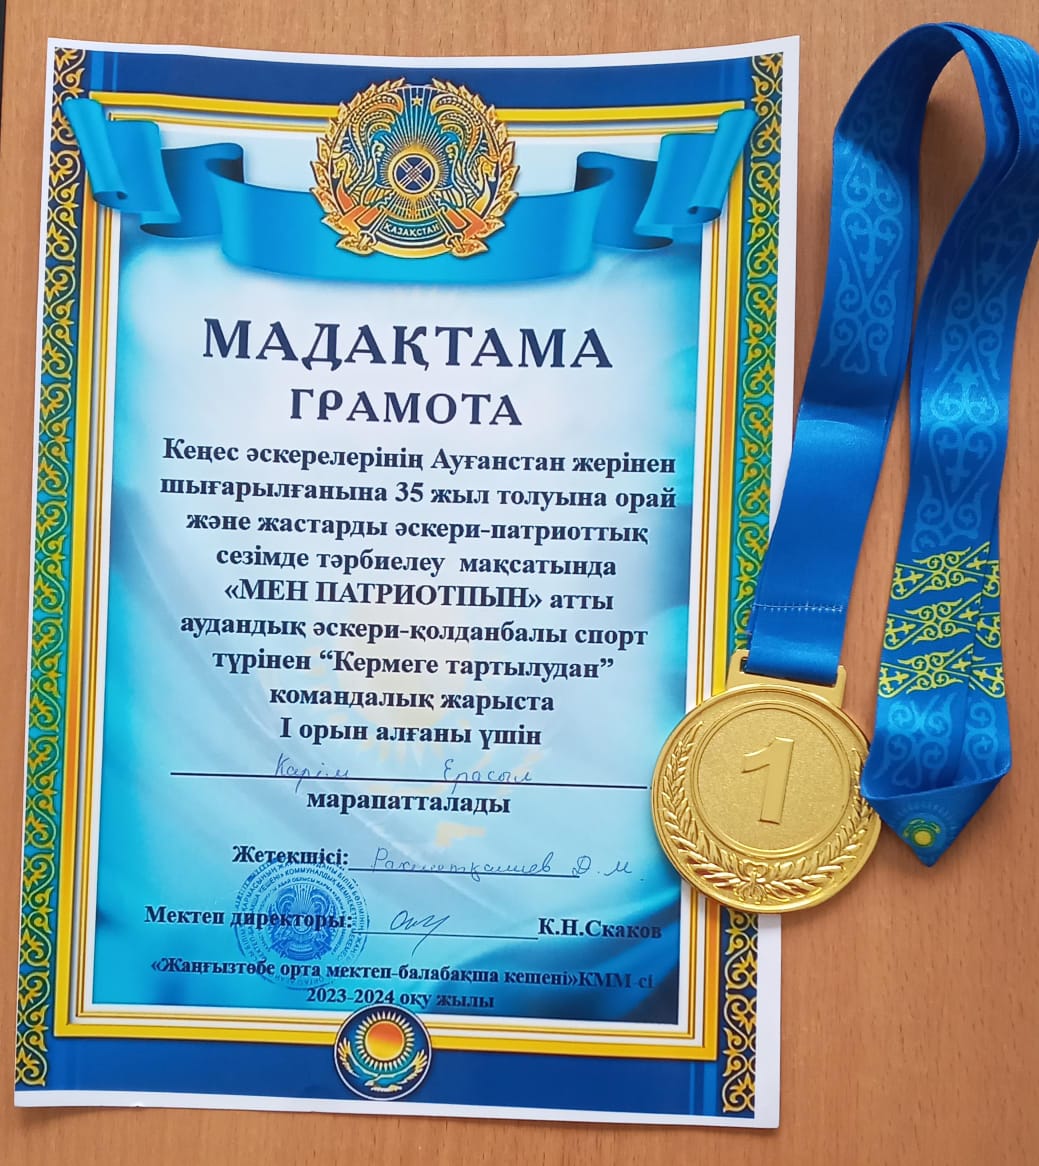 ҚАЗАҚСТАН
МАДАҚТАМА
ГРАМОТА
Кеңес әскерелерінің Ауғанстан жерінен
шығарылғанына 35 жыл толуына орай
және жастарды әскери-патриоттық
сезімде тәрбиелеу мақсатында
«МЕН ПАТРИОТПЫН» атты
аудандық әскери-қолданбалы спорт
түрінен “Кермеге тартылудан”
командалық жарыста
I орын алғаны үшін
Кәрім Ерасыл
марапатталады
Жетекшісі: Д.М.
Мектеп директоры: К.Н.Скаков
«Жаңғызтөбе орта мектеп-балабақша кешені»КММ-сі
2023-2024 оқу жылы
1